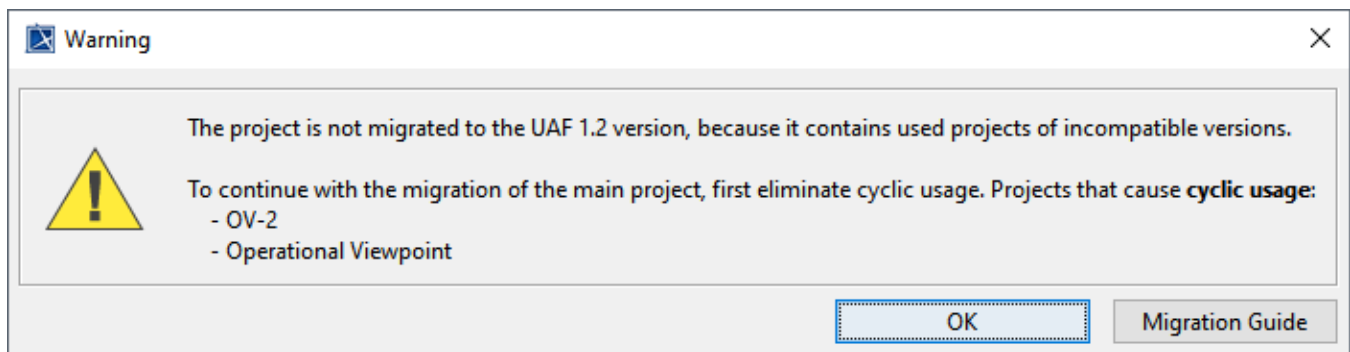 Warning
The project is not migrated to the UAF 1.2 version, because it contains used projects of incompatible versions.
To continue with the migration of the main project, first eliminate cyclic usage. Projects that cause cyclic usage:
- OV-2
- Operational Viewpoint
OK
Migration Guide